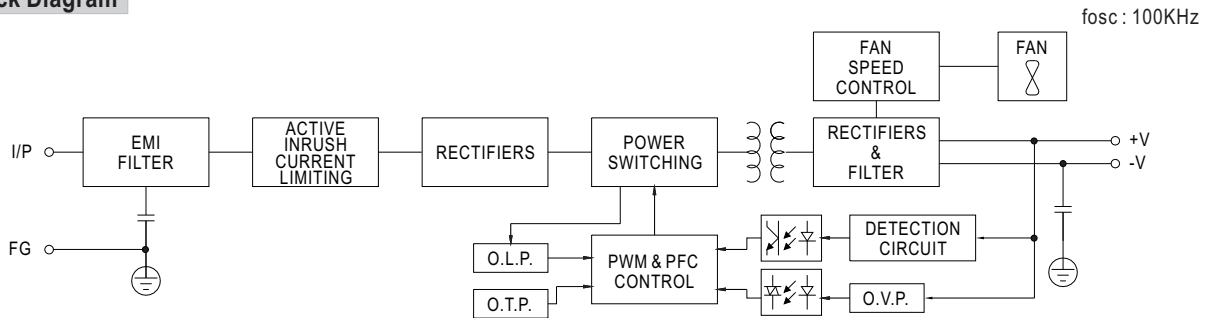 ck Diagram
fosc : 100KHz
FAN
SPEED
CONTROL
FAN
I/P
EMI
FILTER
ACTIVE
INRUSH
CURRENT
LIMITING
RECTIFIERS
POWER
SWITCHING
RECTIFIERS
&
FILTER
+V
-V
FG
O.L.P.
O.T.P.
PWM & PFC
CONTROL
DETECTION
CIRCUIT
O.V.P.